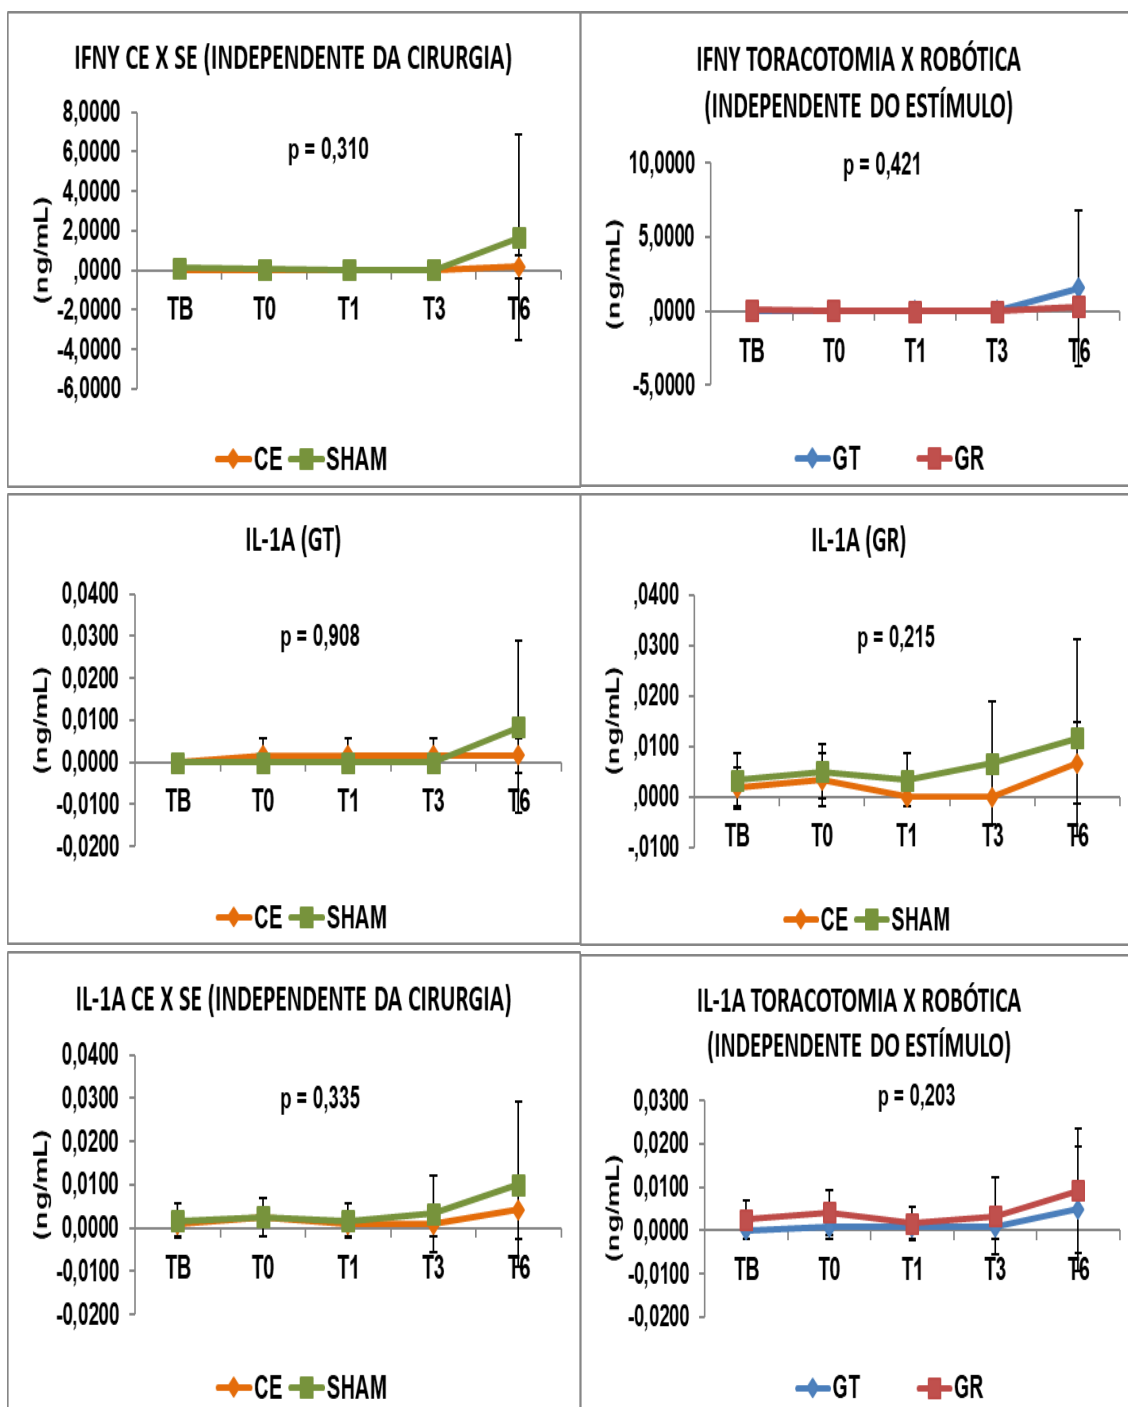 IFNY CE X SE (INDEPENDENTE DA CIRURGIA)
p = 0,310
(ng/mL)
8,0000
6,0000
4,0000
2,0000
,0000
-2,0000
-4,0000
-6,0000
TB T0 T1 T3 T6
CE SHAM
IFNY TORACOTOMIA X ROBÓTICA
(INDEPENDENTE DO ESTÍMULO)
p = 0,421
(ng/mL)
10,0000
5,0000
,0000
-5,0000
TB T0 T1 T3 T6
GT GR
IL-1A (GT)
p = 0,908
(ng/mL)
0,0400
0,0300
0,0200
0,0100
0,0000
-0,0100
-0,0200
TB T0 T1 T3 T6
CE SHAM
IL-1A (GR)
p = 0,215
(ng/mL)
,0400
,0300
,0200
,0100
,0000
-,0100
TB T0 T1 T3 T6
CE SHAM
IL-1A CE X SE (INDEPENDENTE DA CIRURGIA)
p = 0,335
(ng/mL)
0,0400
0,0300
0,0200
0,0100
0,0000
-0,0100
-0,0200
TB T0 T1 T3 T6
CE SHAM
IL-1A TORACOTOMIA X ROBÓTICA
(INDEPENDENTE DO ESTÍMULO)
p = 0,203
(ng/mL)
0,0300
0,0200
0,0100
0,0000
-0,0100
-0,0200
TB T0 T1 T3 T6
GT GR